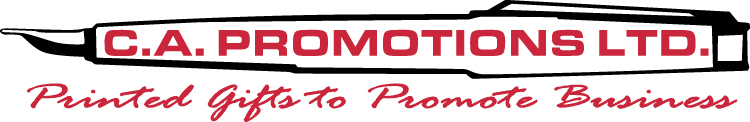 C.A. PROMOTIONS LTD.
Printed Gifts to Promote Business